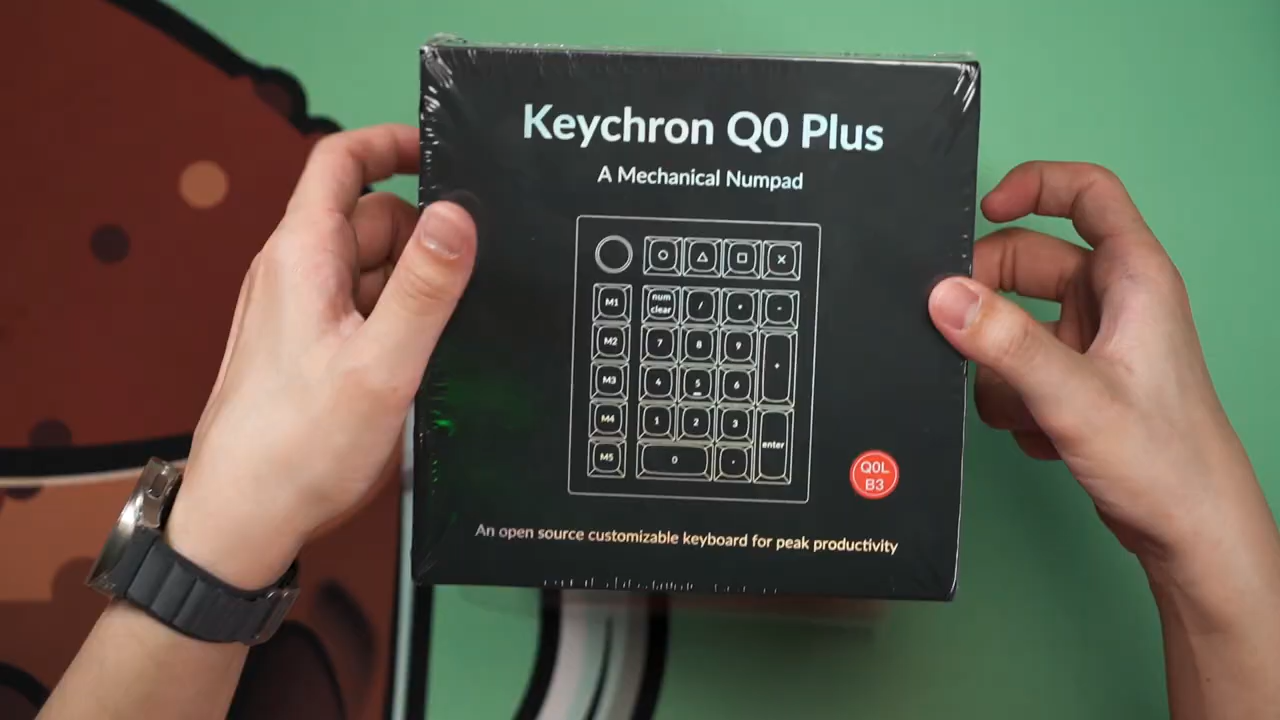 Keychron Q0 Plus
A Mechanical Numpad
M1 num clear / * -
M2 7 8 9 +
M3 4 5 6
M4 1 2 3 enter
M5 0 .
Q0L
B3
An open source customizable keyboard for peak productivity